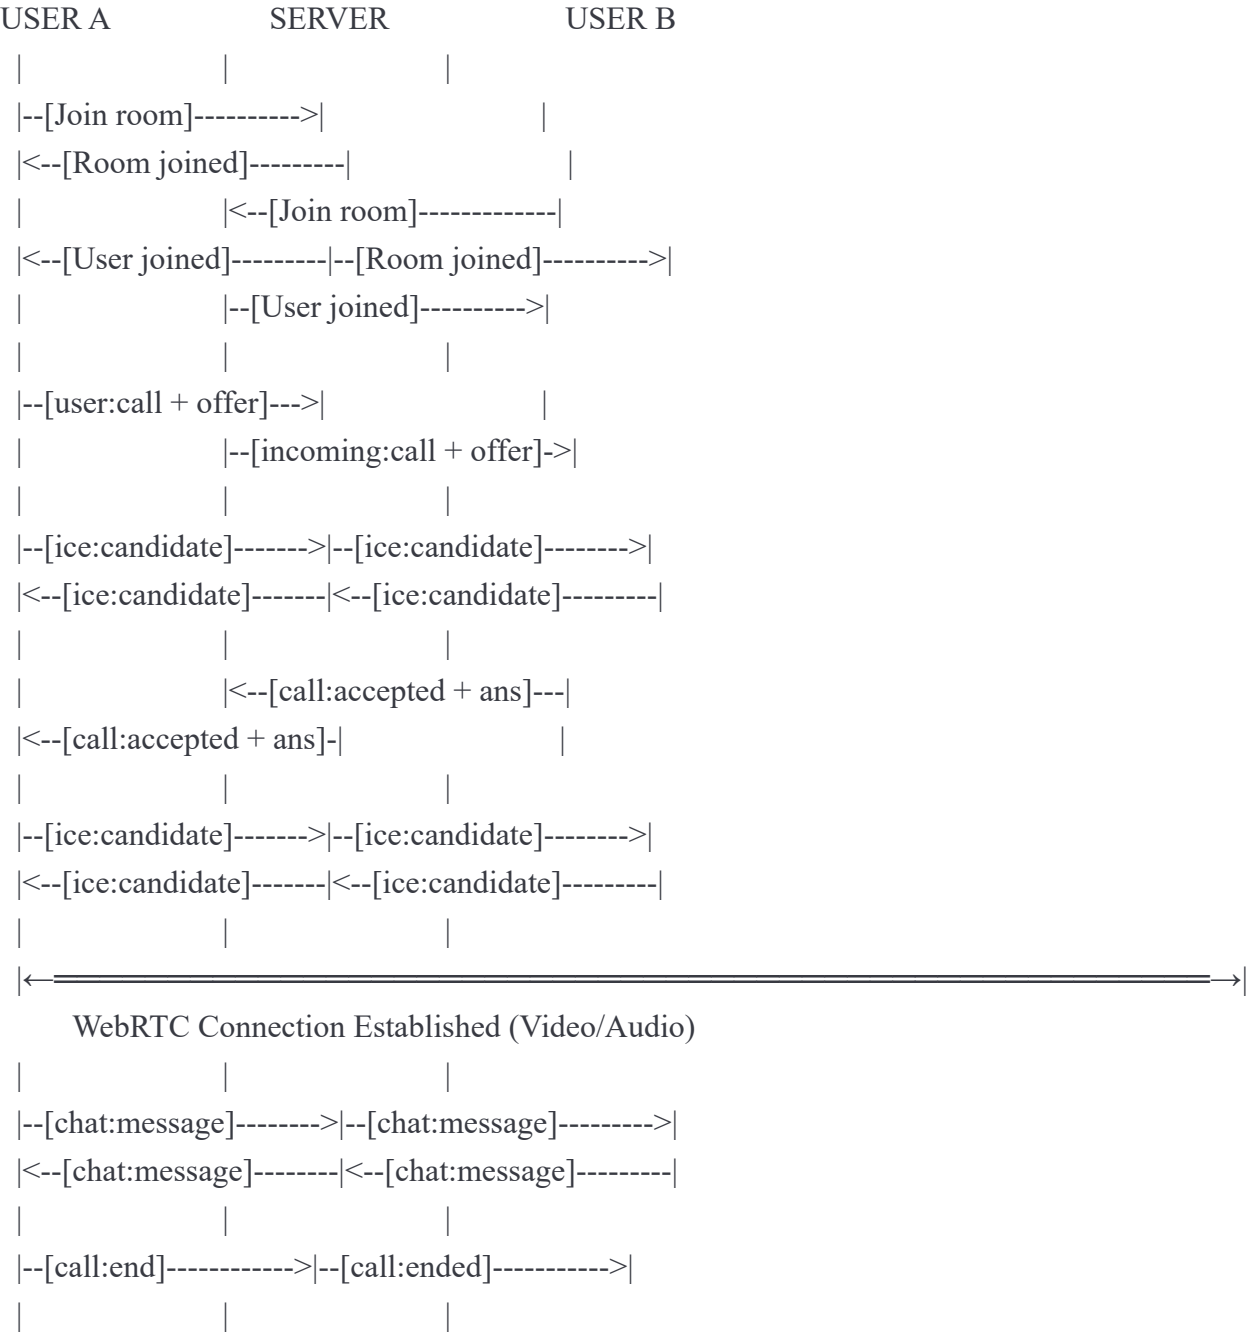 USER A                    SERVER                      USER B
|                         |                           |
|--[Join room]---------->|                           |
|<--[Room joined]---------|                           |
|                         |<--[Join room]-------------|
|<--[User joined]---------|--[Room joined]---------->|
|                         |--[User joined]---------->|
|                         |                           |
|--[user:call + offer]--->|                           |
|                         |--[incoming:call + offer]->|
|                         |                           |
|--[ice:candidate]------->|--[ice:candidate]-------->|
|<--[ice:candidate]-------|<--[ice:candidate]---------|
|                         |                           |
|                         |<--[call:accepted + ans]---|
|<--[call:accepted + ans]-|                           |
|                         |                           |
|--[ice:candidate]------->|--[ice:candidate]-------->|
|<--[ice:candidate]-------|<--[ice:candidate]---------|
|                         |                           |
|←═══════════════════════════════════════════════════→|
WebRTC Connection Established (Video/Audio)
|                         |                           |
|--[chat:message]-------->|--[chat:message]--------->|
|<--[chat:message]--------|<--[chat:message]---------|
|                         |                           |
|--[call:end]------------>|--[call:ended]----------->|
|                         |                           |